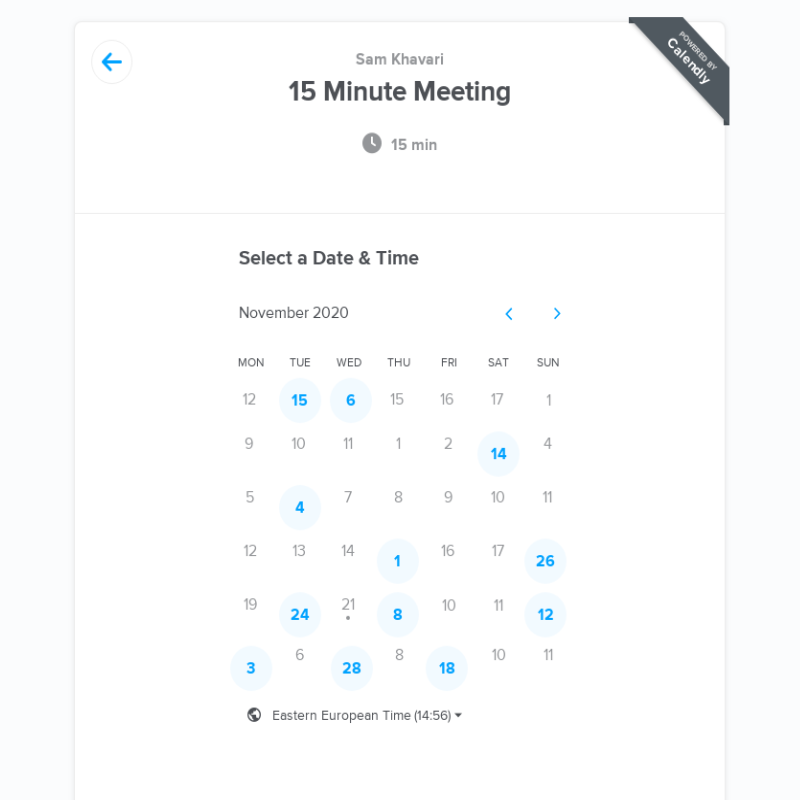 POWERED BY
Calendly
Sam Khavari
15 Minute Meeting
15 min
Select a Date & Time
November 2020
MON TUE WED THU FRI SAT SUN
12 15 6 15 16 17 1
9 10 11 1 2 14 4
5 4 7 8 9 10 11
12 13 14 1 16 17 26
19 24 21 8 10 11 12
3 6 28 8 18 10 11
Eastern European Time (14:56)